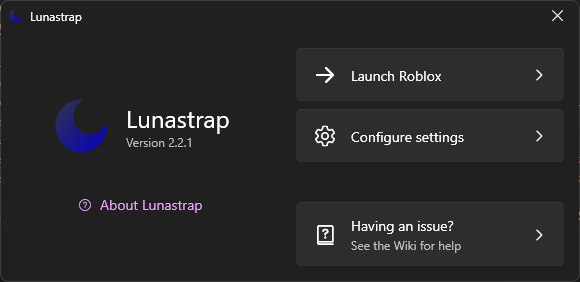 Lunastrap
Launch Roblox
Lunastrap
Version 2.2.1
Configure settings
About Lunastrap
Having an issue?
See the Wiki for help